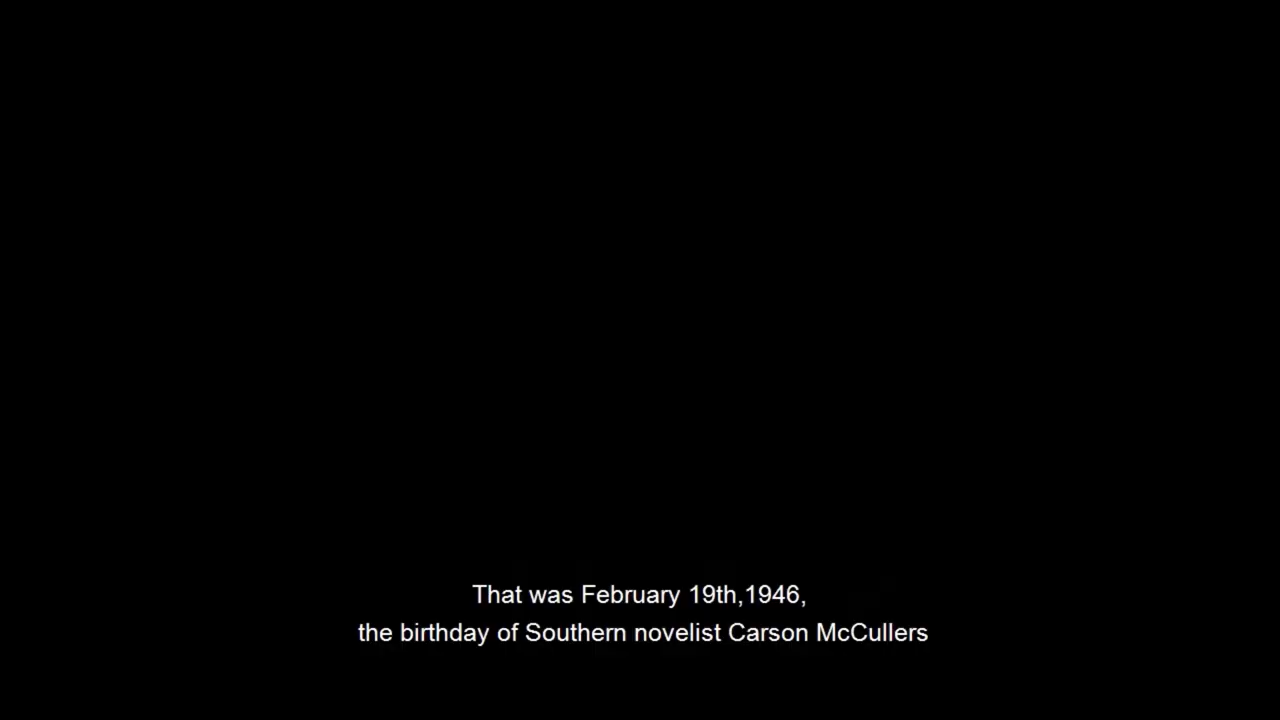 That was February 19th,1946,
the birthday of Southern novelist Carson McCullers